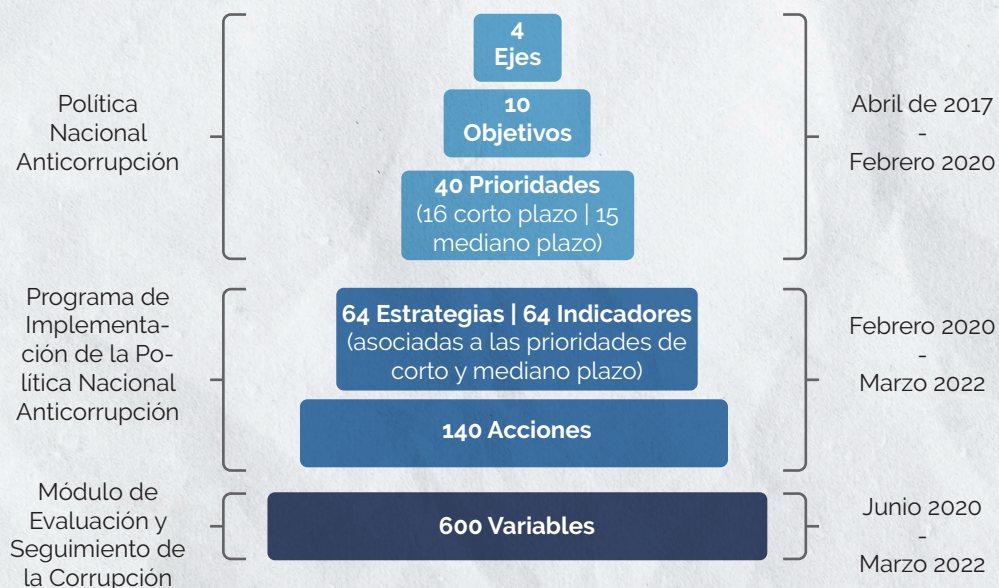 Política
Nacional
Anticorrupción
4
Ejes
10
Objetivos
40 Prioridades
(16 corto plazo | 15
mediano plazo)
Abril de 2017
-
Febrero 2020
Programa de
Implementa-
ción de la Po-
lítica Nacional
Anticorrupción
64 Estrategias | 64 Indicadores
(asociadas a las prioridades de
corto y mediano plazo)
140 Acciones
Febrero 2020
-
Marzo 2022
Módulo de
Evaluación y
Seguimiento de
la Corrupción
600 Variables
Junio 2020
-
Marzo 2022